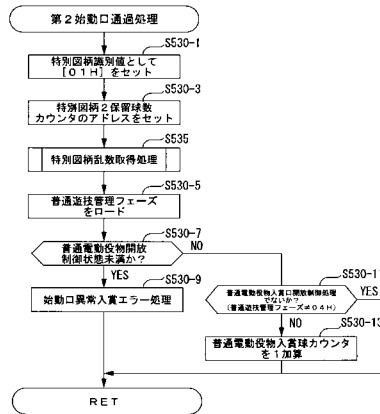 第２始動口通過処理
S530-1
特別図柄識別値として
［０１Ｈ］をセット
S530-3
特別図柄２保留球数
カウンタのアドレスをセット
S535
特別図柄乱数取得処理
S530-5
普通遊技管理フェーズ
をロード
S530-7
普通電動役物開放
制御状態未満か？
NO
YES
S530-9
始動口異常入賞エラー処理
S530-11
普通電動役物入賞口開放制御処理
でないか？
（普通遊技管理フェーズ≠０４Ｈ）
YES
NO
S530-13
普通電動役物入賞球カウンタ
を１加算
ＲＥＴ